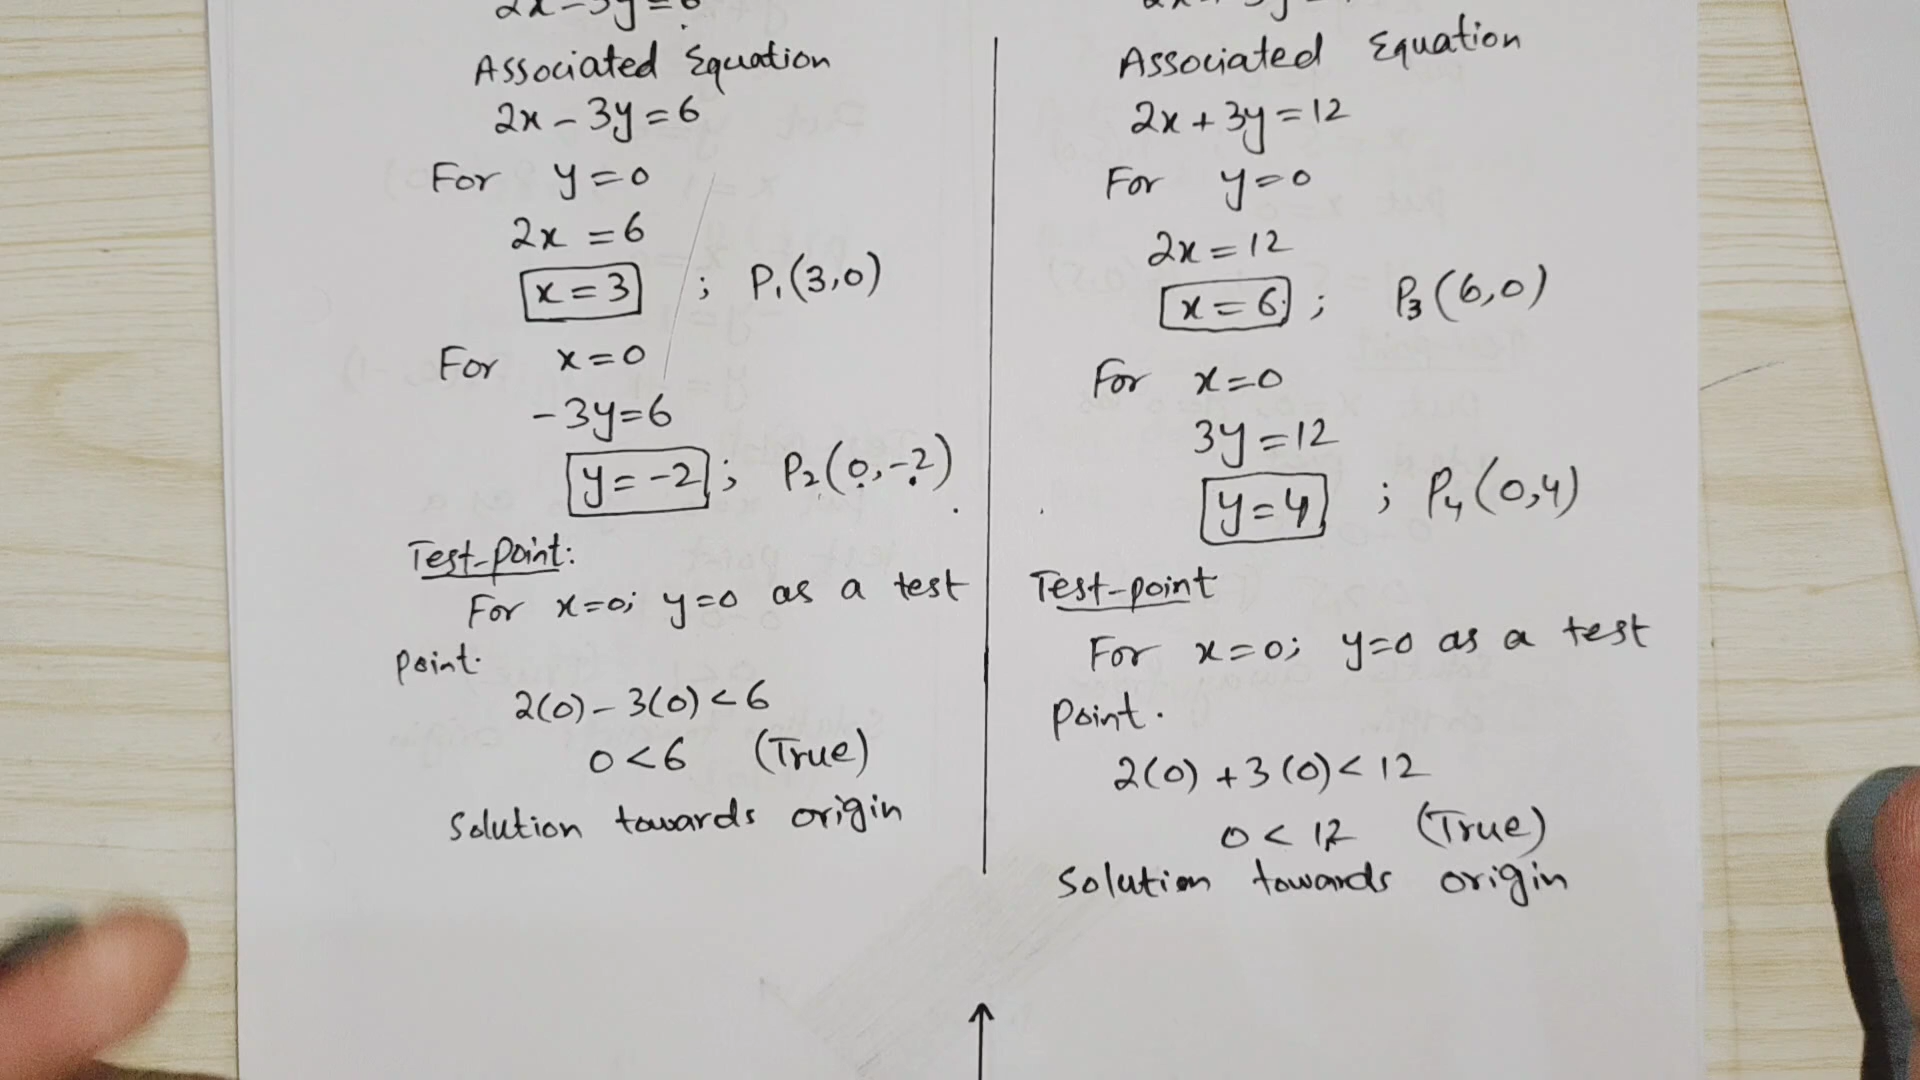 2x-3y=6
Associated Equation
2x-3y=6
For y=0
2x=6
x=3 ; P₁(3,0)
For x=0
-3y=6
y=-2 ; P₂(0,-2)
Test-point:
For x=0; y=0 as a test
point.
2(0)-3(0)<6
0<6 (True)
Solution towards origin
Associated Equation
2x+3y=12
For y=0
2x=12
x=6 ; P₃(6,0)
For x=0
3y=12
y=4 ; P₄(0,4)
Test-point
For x=0; y=0 as a test
point.
2(0)+3(0)<12
0<12 (True)
Solution towards origin